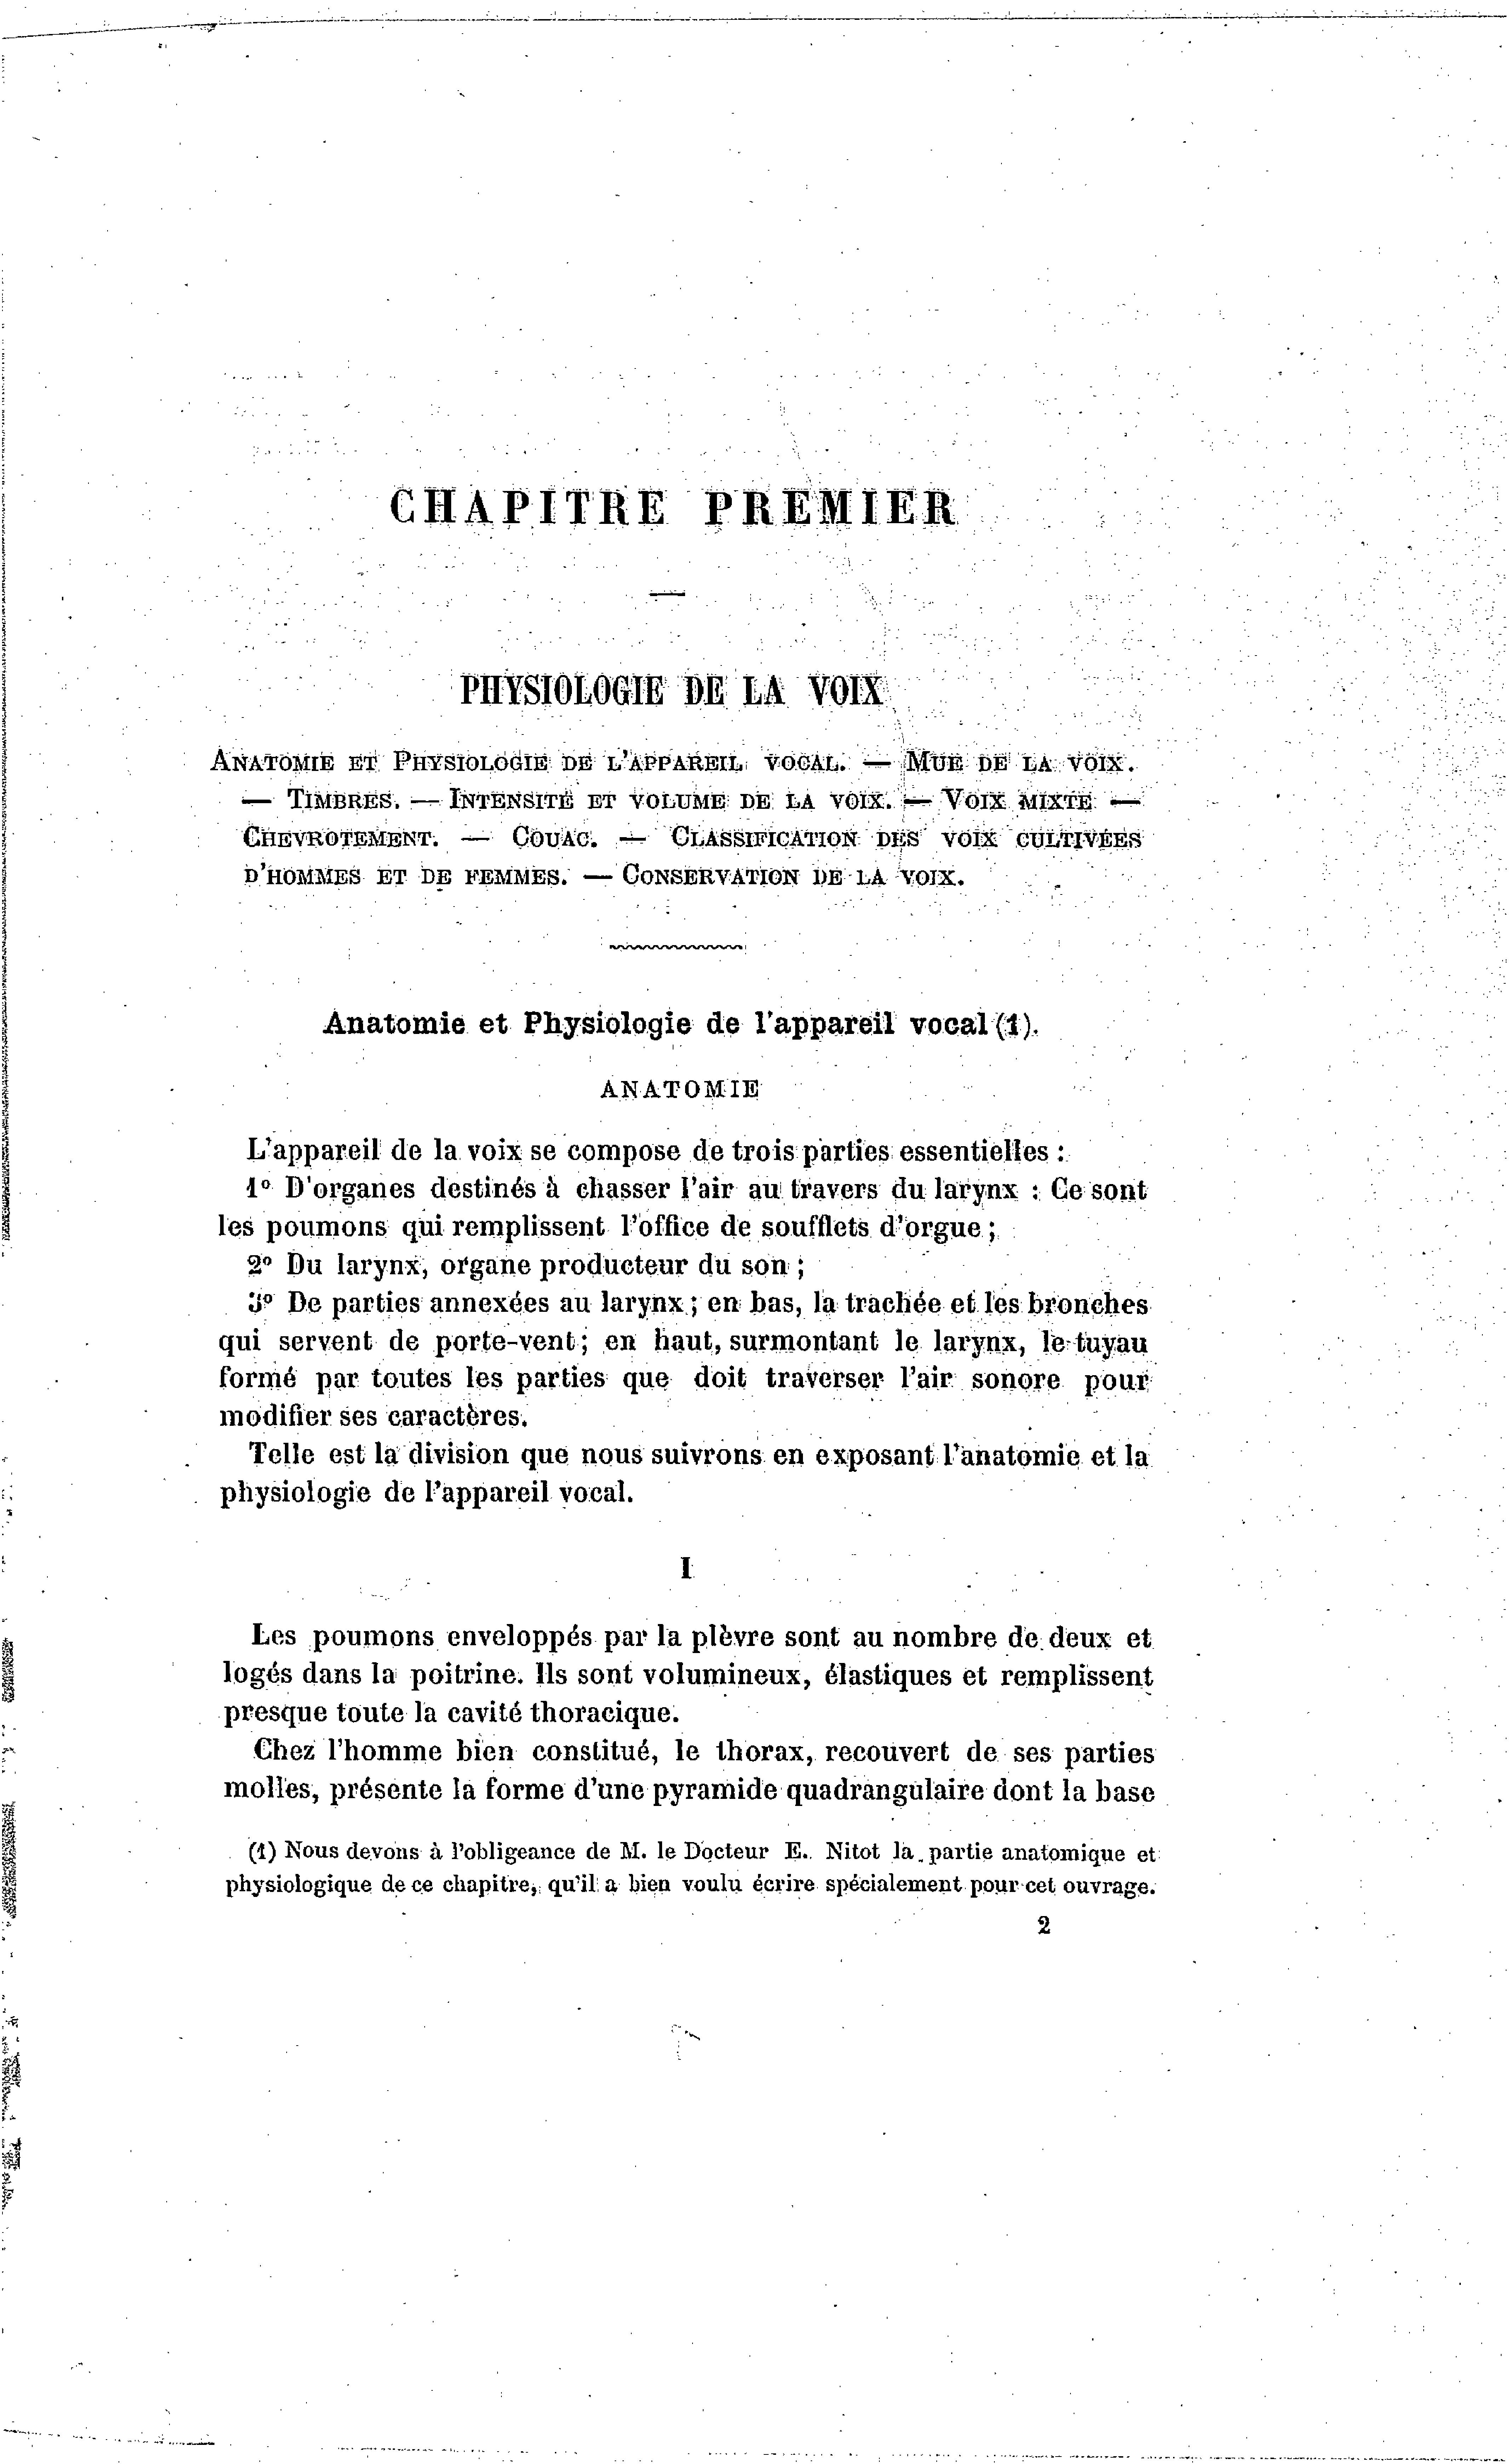 CHAPITRE PREMIER
PHYSIOLOGIE DE LA VOIX
ANATOMIE ET PHYSIOLOGIE DE L'APPAREIL VOCAL. — MUE DE LA VOIX.
— TIMBRES. — INTENSITÉ ET VOLUME DE LA VOIX. — VOIX MIXTE —
CHEVROTEMENT. — COUAC. — CLASSIFICATION DES VOIX CULTIVÉES
D'HOMMES ET DE FEMMES. — CONSERVATION DE LA VOIX.
Anatomie et Physiologie de l'appareil vocal (1).
ANATOMIE
L'appareil de la voix se compose de trois parties essentielles :
1º D'organes destinés à chasser l'air au travers du larynx : Ce sont
les poumons qui remplissent l'office de soufflets d'orgue ;
2º Du larynx, organe producteur du son ;
3º De parties annexées au larynx ; en bas, la trachée et les bronches
qui servent de porte-vent ; en haut, surmontant le larynx, le tuyau
formé par toutes les parties que doit traverser l'air sonore pour
modifier ses caractères.
Telle est la division que nous suivrons en exposant l'anatomie et la
physiologie de l'appareil vocal.
I
Les poumons enveloppés par la plèvre sont au nombre de deux et
logés dans la poitrine. Ils sont volumineux, élastiques et remplissent
presque toute la cavité thoracique.
Chez l'homme bien constitué, le thorax, recouvert de ses parties
molles, présente la forme d'une pyramide quadrangulaire dont la base
(1) Nous devons à l'obligeance de M. le Docteur E. Nitot la partie anatomique et
physiologique de ce chapitre, qu'il a bien voulu écrire spécialement pour cet ouvrage.
2